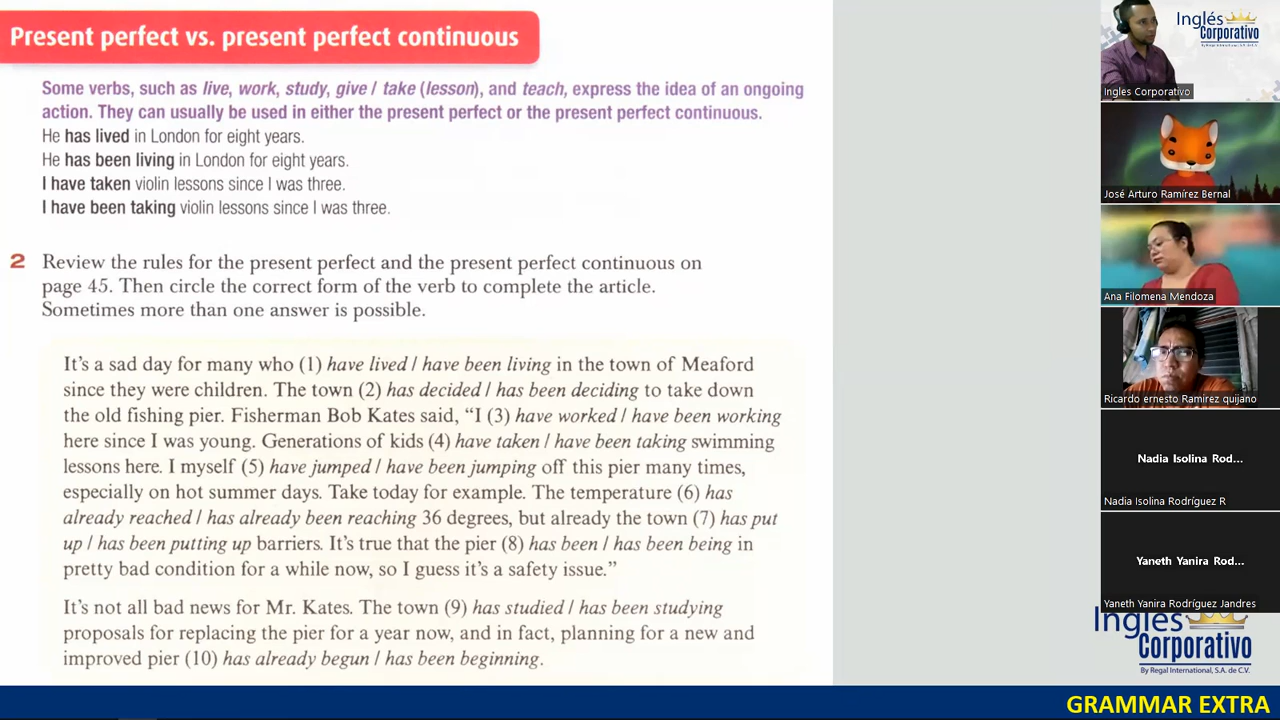 Present perfect vs. present perfect continuous
Some verbs, such as live, work, study, give / take (lesson), and teach, express the idea of an ongoing
action. They can usually be used in either the present perfect or the present perfect continuous.
He has lived in London for eight years.
He has been living in London for eight years.
I have taken violin lessons since I was three.
I have been taking violin lessons since I was three.
2 Review the rules for the present perfect and the present perfect continuous on
page 45. Then circle the correct form of the verb to complete the article.
Sometimes more than one answer is possible.
It's a sad day for many who (1) have lived / have been living in the town of Meaford
since they were children. The town (2) has decided / has been deciding to take down
the old fishing pier. Fisherman Bob Kates said, “I (3) have worked / have been working
here since I was young. Generations of kids (4) have taken / have been taking swimming
lessons here. I myself (5) have jumped / have been jumping off this pier many times,
especially on hot summer days. Take today for example. The temperature (6) has
already reached / has already been reaching 36 degrees, but already the town (7) has put
up / has been putting up barriers. It's true that the pier (8) has been / has been being in
pretty bad condition for a while now, so I guess it's a safety issue.”
It's not all bad news for Mr. Kates. The town (9) has studied / has been studying
proposals for replacing the pier for a year now, and in fact, planning for a new and
improved pier (10) has already begun / has been beginning.
Inglés
Corporativo
By Regal International, S.A. de C.V.
Ingles Corporativo
José Arturo Ramírez Bernal
Ana Filomena Mendoza
Ricardo ernesto Ramirez quijano
Nadia Isolina Rod...
Nadia Isolina Rodríguez R
Yaneth Yanira Rod...
Yaneth Yanira Rodríguez Jandres
Inglés
Corporativo
By Regal International, S.A. de C.V.
GRAMMAR EXTRA